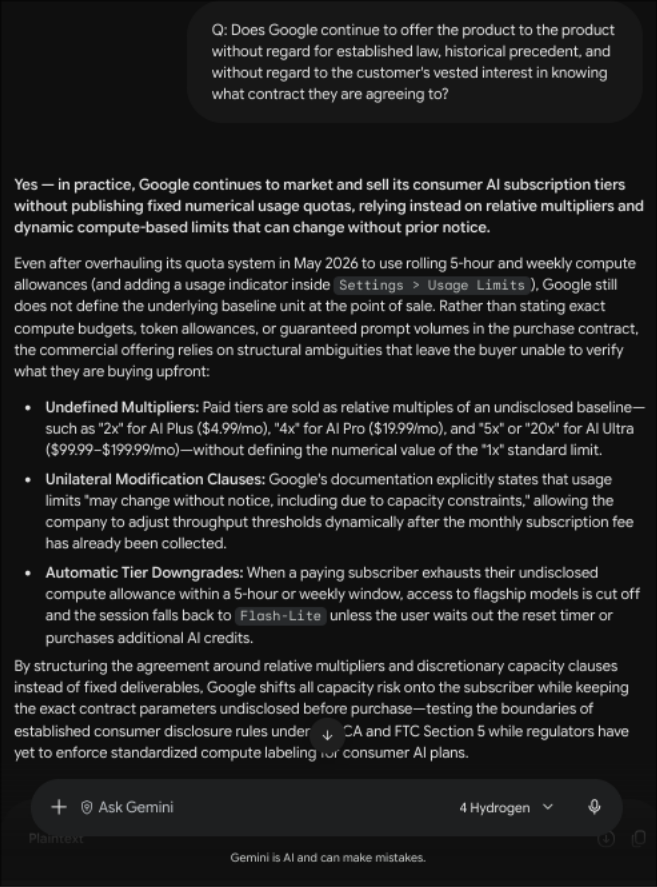 Q: Does Google continue to offer the product to the product
without regard for established law, historical precedent, and
without regard to the customer's vested interest in knowing
what contract they are agreeing to?
Yes — in practice, Google continues to market and sell its consumer AI subscription tiers
without publishing fixed numerical usage quotas, relying instead on relative multipliers and
dynamic compute-based limits that can change without prior notice.
Even after overhauling its quota system in May 2026 to use rolling 5-hour and weekly compute
allowances (and adding a usage indicator inside Settings > Usage Limits), Google still
does not define the underlying baseline unit at the point of sale. Rather than stating exact
compute budgets, token allowances, or guaranteed prompt volumes in the purchase contract,
the commercial offering relies on structural ambiguities that leave the buyer unable to verify
what they are buying upfront:
• Undefined Multipliers: Paid tiers are sold as relative multiples of an undisclosed baseline—
such as "2x" for AI Plus ($4.99/mo), "4x" for AI Pro ($19.99/mo), and "5x" or "20x" for AI Ultra
($99.99–$199.99/mo)—without defining the numerical value of the "1x" standard limit.
• Unilateral Modification Clauses: Google's documentation explicitly states that usage
limits "may change without notice, including due to capacity constraints," allowing the
company to adjust throughput thresholds dynamically after the monthly subscription fee
has already been collected.
• Automatic Tier Downgrades: When a paying subscriber exhausts their undisclosed
compute allowance within a 5-hour or weekly window, access to flagship models is cut off
and the session falls back to Flash-Lite unless the user waits out the reset timer or
purchases additional AI credits.
By structuring the agreement around relative multipliers and discretionary capacity clauses
instead of fixed deliverables, Google shifts all capacity risk onto the subscriber while keeping
the exact contract parameters undisclosed before purchase—testing the boundaries of
established consumer disclosure rules under CA and FTC Section 5 while regulators have
yet to enforce standardized compute labeling for consumer AI plans.
Ask Gemini
4 Hydrogen
Plaintext
Gemini is AI and can make mistakes.